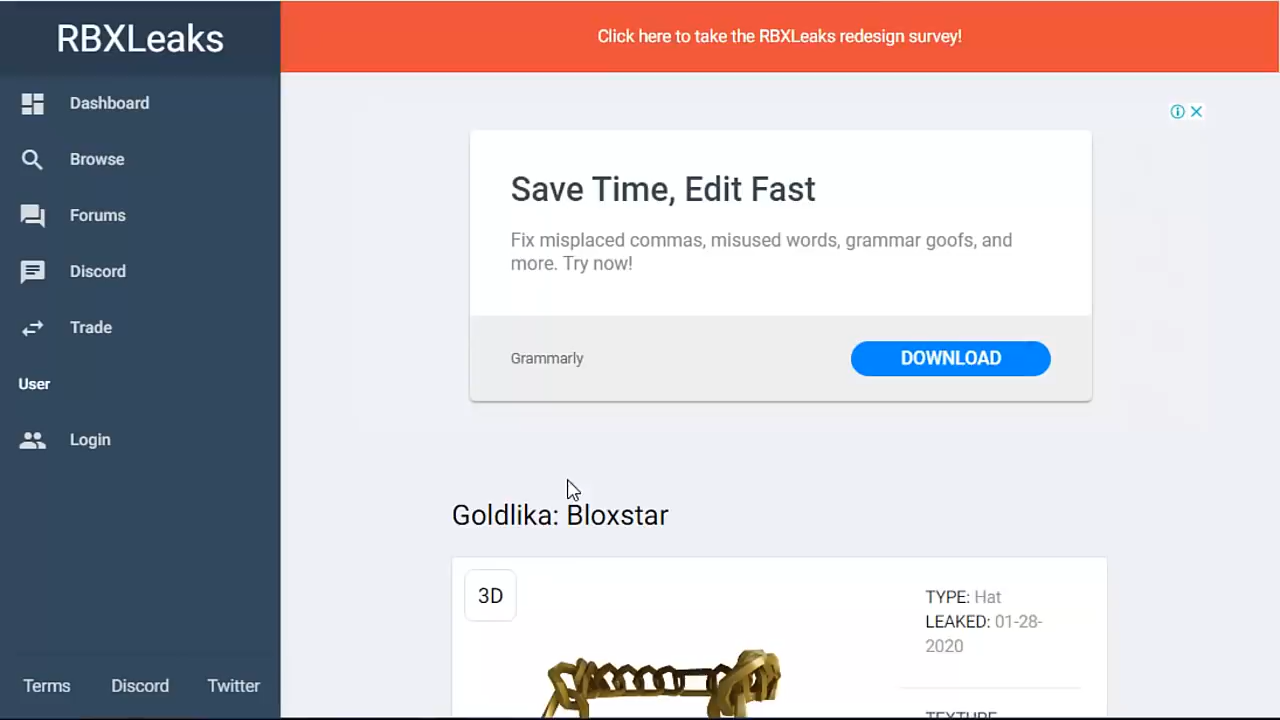 RBXLeaks
Click here to take the RBXLeaks redesign survey!
Dashboard
Browse
Forums
Discord
Trade
User
Login
Terms Discord Twitter
Save Time, Edit Fast
Fix misplaced commas, misused words, grammar goofs, and
more. Try now!
Grammarly
DOWNLOAD
Goldlika: Bloxstar
3D
TYPE: Hat
LEAKED: 01-28-
2020
TEXTURE